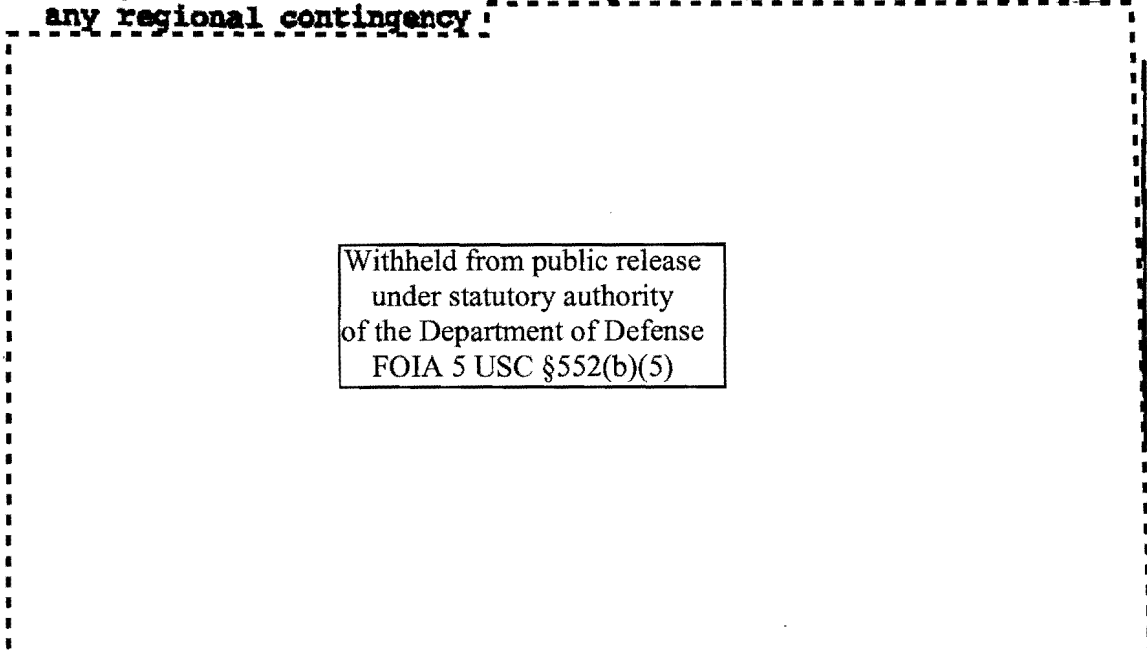 any regional contingency
Withheld from public release
under statutory authority
of the Department of Defense
FOIA 5 USC §552(b)(5)